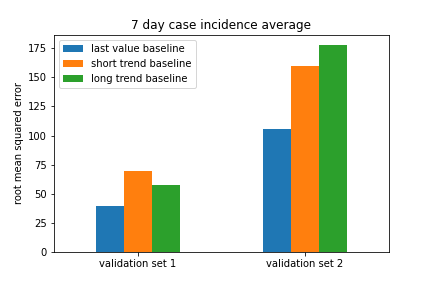 7 day case incidence average
last value baseline
short trend baseline
long trend baseline
root mean squared error
175
150
125
100
75
50
25
0
validation set 1
validation set 2